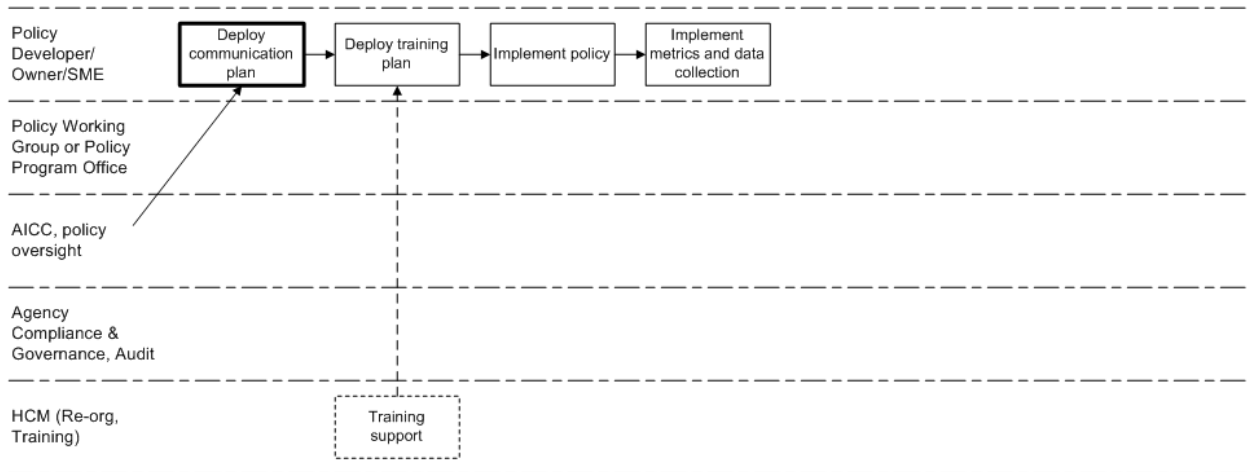 Policy
Developer/
Owner/SME
Deploy
communication
plan
Deploy training
plan
Implement policy
Implement
metrics and data
collection
Policy Working
Group or Policy
Program Office
AICC, policy
oversight
Agency
Compliance &
Governance, Audit
HCM (Re-org,
Training)
Training
support